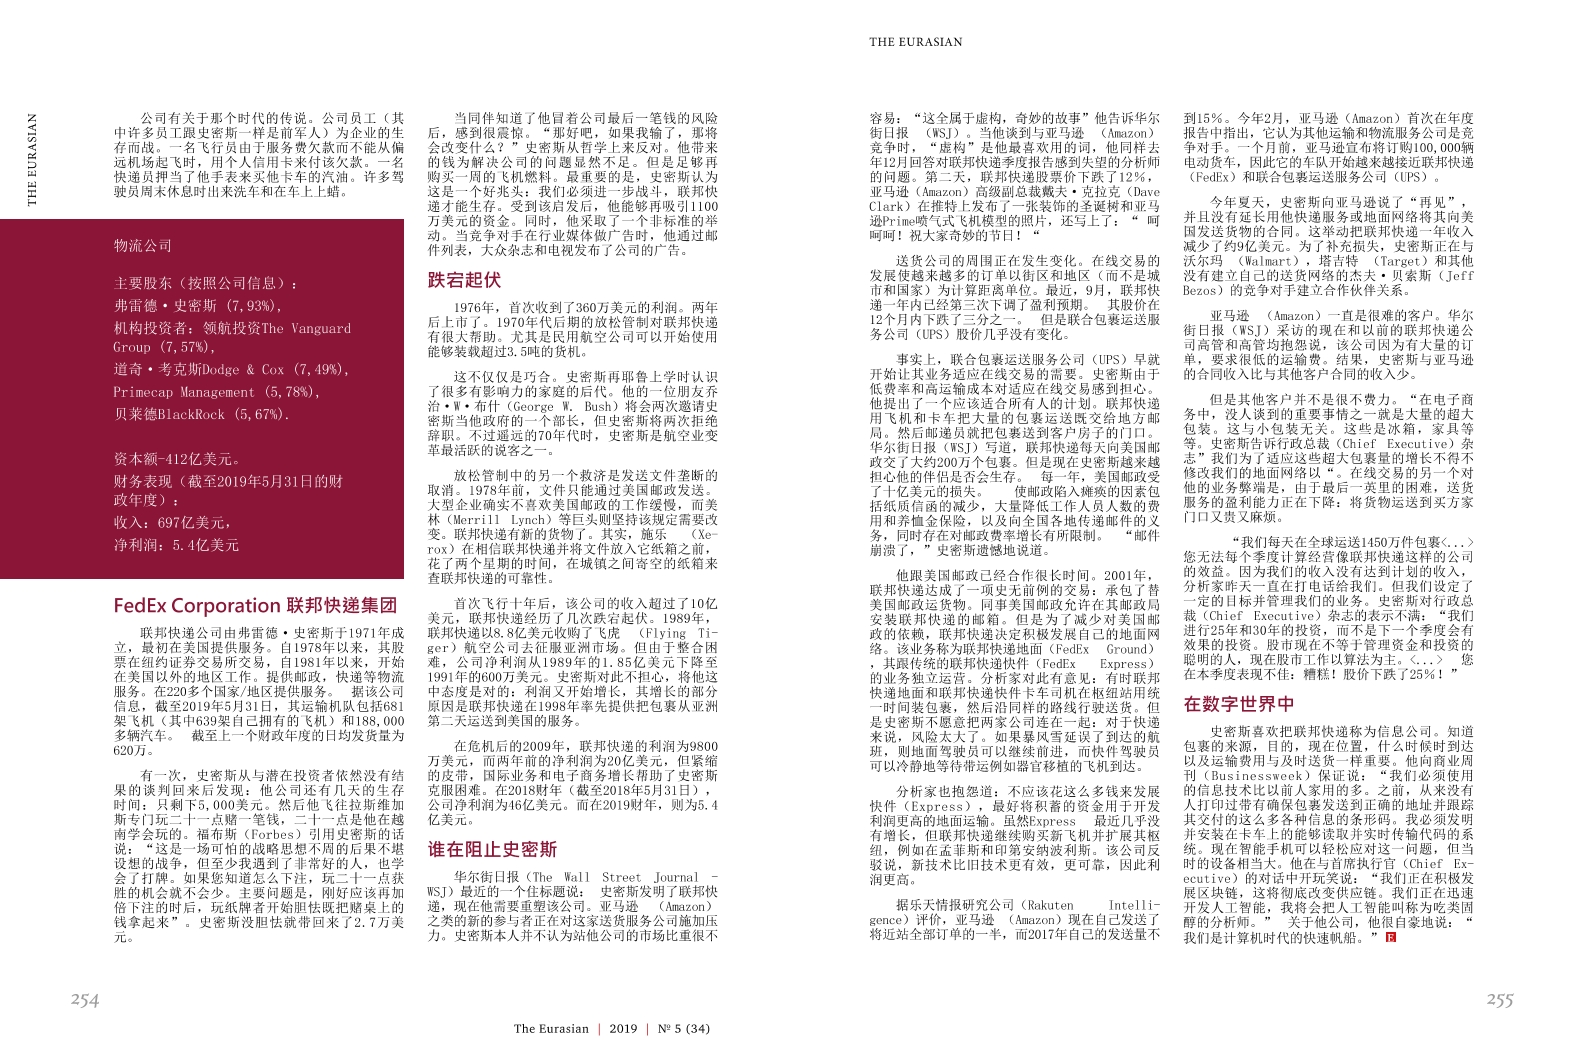 THE EURASIAN
公司有关于那个时代的传说。公司员工（其
中许多员工跟史密斯一样是前军人）为企业的生
存而战。一名飞行员由于服务费欠款而不能从偏
远机场起飞时，用个人信用卡来付该欠款。一名
快递员押当了他手表来买他卡车的汽油。许多驾
驶员周末休息时出来洗车和在车上上蜡。
物流公司
主要股东（按照公司信息）：
弗雷德·史密斯 (7,93%),
机构投资者：领航投资The Vanguard
Group (7,57%),
道奇·考克斯Dodge & Cox (7,49%),
Primecap Management (5,78%),
贝莱德BlackRock (5,67%).
资本额-412亿美元。
财务表现（截至2019年5月31日的财
政年度）：
收入：697亿美元，
净利润：5.4亿美元
FedEx Corporation 联邦快递集团
联邦快递公司由弗雷德·史密斯于1971年成
立，最初在美国提供服务。自1978年以来，其股
票在纽约证券交易所交易，自1981年以来，开始
在美国以外的地区工作。提供邮政，快递等物流
服务。在220多个国家/地区提供服务。 据该公司
信息，截至2019年5月31日，其运输机队包括681
架飞机（其中639架自己拥有的飞机）和188,000
多辆汽车。 截至上一个财政年度的日均发货量为
620万。
有一次，史密斯从与潜在投资者依然没有结
果的谈判回来后发现：他公司还有几天的生存
时间：只剩下5,000美元。然后他飞往拉斯维加
斯专门玩二十一点赌一笔钱，二十一点是他在越
南学会玩的。福布斯（Forbes）引用史密斯的话
说：“这是一场可怕的战略思想不周的后果不堪
设想的战争，但至少我遇到了非常好的人，也学
会了打牌。如果您知道怎么下注，玩二十一点获
胜的机会就不会少。主要问题是，刚好应该再加
倍下注的时后，玩纸牌者开始胆怯既把赌桌上的
钱拿起来”。史密斯没胆怯就带回来了2.7万美
元。
当同伴知道了他冒着公司最后一笔钱的风险
后，感到很震惊。“那好吧，如果我输了，那将
会改变什么？”史密斯从哲学上来反对。他带来
的钱为解决公司的问题显然不足。但是足够再
购买一周的飞机燃料。最重要的是，史密斯认为
这是一个好兆头：我们必须进一步战斗，联邦快
递才能生存。受到该启发后，他能够再吸引1100
万美元的资金。同时，他采取了一个非标准的举
动。当竞争对手在行业媒体做广告时，他通过邮
件列表，大众杂志和电视发布了公司的广告。
跌宕起伏
1976年，首次收到了360万美元的利润。两年
后上市了。1970年代后期的放松管制对联邦快递
有很大帮助。尤其是民用航空公司可以开始使用
能够装载超过3.5吨的货机。
这不仅仅是巧合。史密斯再耶鲁上学时认识
了很多有影响力的家庭的后代。他的一位朋友乔
治·W·布什（George W. Bush）将会两次邀请史
密斯当他政府的一个部长，但史密斯将两次拒绝
辞职。不过遥远的70年代时，史密斯是航空业变
革最活跃的说客之一。
放松管制中的另一个救济是发送文件垄断的
取消。1978年前，文件只能通过美国邮政发送。
大型企业确实不喜欢美国邮政的工作缓慢，而美
林（Merrill Lynch）等巨头则坚持该规定需要改
变。联邦快递有新的货物了。其实，施乐 （Xe-
rox）在相信联邦快递并将文件放入它纸箱之前，
花了两个星期的时间，在城镇之间寄空的纸箱来
查联邦快递的可靠性。
首次飞行十年后，该公司的收入超过了10亿
美元，联邦快递经历了几次跌宕起伏。1989年，
联邦快递以8.8亿美元收购了飞虎 （Flying Ti-
ger）航空公司去征服亚洲市场。但由于整合困
难，公司净利润从1989年的1.85亿美元下降至
1991年的600万美元。史密斯对此不担心，将他这
中态度是对的：利润又开始增长，其增长的部分
原因是联邦快递在1998年率先提供把包裹从亚洲
第二天运送到美国的服务。
在危机后的2009年，联邦快递的利润为9800
万美元，而两年前的净利润为20亿美元，但紧缩
的皮带，国际业务和电子商务增长帮助了史密斯
克服困难。在2018财年（截至2018年5月31日），
公司净利润为46亿美元。而在2019财年，则为5.4
亿美元。
谁在阻止史密斯
华尔街日报（The Wall Street Journal -
WSJ）最近的一个住标题说： 史密斯发明了联邦快
递，现在他需要重塑该公司。亚马逊 （Amazon）
之类的新的参与者正在对这家送货服务公司施加压
力。史密斯本人并不认为站他公司的市场比重很不
254
The Eurasian | 2019 | № 5 (34)
THE EURASIAN
容易：“这全属于虚构，奇妙的故事”他告诉华尔
街日报 （WSJ）。当他谈到与亚马逊 （Amazon）
竞争时，“虚构”是他最喜欢用的词，他同样去
年12月回答对联邦快递季度报告感到失望的分析师
的问题。第二天，联邦快递股票价下跌了12%，
亚马逊（Amazon）高级副总裁戴夫·克拉克（Dave
Clark）在推特上发布了一张装饰的圣诞树和亚马
逊Prime喷气式飞机模型的照片，还写上了：“ 呵
呵呵！祝大家奇妙的节日！“
送货公司的周围正在发生变化。在线交易的
发展使越来越多的订单以街区和地区（而不是城
市和国家）为计算距离单位。最近，9月，联邦快
递一年内已经第三次下调了盈利预期。 其股价在
12个月内下跌了三分之一。 但是联合包裹运送服
务公司（UPS）股价几乎没有变化。
事实上，联合包裹运送服务公司（UPS）早就
开始让其业务适应在线交易的需要。史密斯由于
低费率和高运输成本对适应在线交易感到担心。
他提出了一个应该适合所有人的计划。联邦快递
用飞机和卡车把大量的包裹运送既交给地方邮
局。然后邮递员就把包裹送到客户房子的门口。
华尔街日报（WSJ）写道，联邦快递每天向美国邮
政交了大约200万个包裹。但是现在史密斯越来越
担心他的伴侣是否会生存。 每一年，美国邮政受
了十亿美元的损失。 使邮政陷入瘫痪的因素包
括纸质信函的减少，大量降低工作人员人数的费
用和养恤金保险，以及向全国各地传递邮件的义
务，同时存在对邮政费率增长有所限制。 “邮件
崩溃了，”史密斯遗憾地说道。
他跟美国邮政已经合作很长时间。2001年，
联邦快递达成了一项史无前例的交易：承包了替
美国邮政运货物。同事美国邮政允许在其邮政局
安装联邦快递的邮箱。但是为了减少对美国邮
政的依赖，联邦快递决定积极发展自己的地面网
络。该业务称为联邦快递地面（FedEx Ground）
，其跟传统的联邦快递快件（FedEx Express）
的业务独立运营。分析家对此有意见：有时联邦
快递地面和联邦快递快件卡车司机在枢纽站用统
一时间装包裹，然后沿同样的路线行驶送货。但
是史密斯不愿意把两家公司连在一起：对于快递
来说，风险太大了。如果暴风雪延误了到达的航
班，则地面驾驶员可以继续前进，而快件驾驶员
可以冷静地等待带运例如器官移植的飞机到达。
分析家也抱怨道：不应该花这么多钱来发展
快件（Express），最好将积蓄的资金用于开发
利润更高的地面运输。虽然Express 最近几乎没
有增长，但联邦快递继续购买新飞机并扩展其枢
纽，例如在孟菲斯和印第安纳波利斯。该公司反
驳说，新技术比旧技术更有效，更可靠，因此利
润更高。
据乐天情报研究公司（Rakuten Intelli-
gence）评价，亚马逊 （Amazon）现在自己发送了
将近站全部订单的一半，而2017年自己的发送量不
到15%。今年2月，亚马逊（Amazon）首次在年度
报告中指出，它认为其他运输和物流服务公司是竞
争对手。一个月前，亚马逊宣布将订购100,000辆
电动货车，因此它的车队开始越来越接近联邦快递
（FedEx）和联合包裹运送服务公司（UPS）。
今年夏天，史密斯向亚马逊说了“再见”，
并且没有延长用他快递服务或地面网络将其向美
国发送货物的合同。这举动把联邦快递一年收入
减少了约9亿美元。为了补充损失，史密斯正在与
沃尔玛 （Walmart），塔吉特 （Target）和其他
没有建立自己的送货网络的杰夫·贝索斯（Jeff
Bezos）的竞争对手建立合作伙伴关系。
亚马逊 （Amazon）一直是很难的客户。华尔
街日报（WSJ）采访的现在和以前的联邦快递公
司高管和高管均抱怨说，该公司因为有大量的订
单，要求很低的运输费。结果，史密斯与亚马逊
的合同收入比与其他客户合同的收入少。
但是其他客户并不是很不费力。“在电子商
务中，没人谈到的重要事情之一就是大量的超大
包装。这与小包装无关。这些是冰箱，家具等
等。史密斯告诉行政总裁（Chief Executive）杂
志”我们为了适应这些超大包裹量的增长不得不
修改我们的地面网络以“。在线交易的另一个对
他的业务弊端是，由于最后一英里的困难，送货
服务的盈利能力正在下降：将货物运送到买方家
门口又贵又麻烦。
“我们每天在全球运送1450万件包裹<...>
您无法每个季度计算经营像联邦快递这样的公司
的效益。因为我们的收入没有达到计划的收入，
分析家昨天一直在打电话给我们。但我们设定了
一定的目标并管理我们的业务。史密斯对行政总
裁（Chief Executive）杂志的表示不满：“我们
进行25年和30年的投资，而不是下一个季度会有
效果的投资。股市现在不等于管理资金和投资的
聪明的人，现在股市工作以算法为主。<...> 您
在本季度表现不佳：糟糕！股价下跌了25%！”
在数字世界中
史密斯喜欢把联邦快递称为信息公司。知道
包裹的来源，目的，现在位置，什么时候时到达
以及运输费用与及时送货一样重要。他向商业周
刊（Businessweek）保证说：“我们必须使用
的信息技术比以前人家用的多。之前，从来没有
人打印过带有确保包裹发送到正确的地址并跟踪
其交付的这么多各种信息的条形码。我必须发明
并安装在卡车上的能够读取并实时传输代码的系
统。现在智能手机可以轻松应对这一问题，但当
时的设备相当大。他在与首席执行官（Chief Ex-
ecutive）的对话中开玩笑说：“我们正在积极发
展区块链，这将彻底改变供应链。我们正在迅速
开发人工智能，我将会把人工智能叫称为吃类固
醇的分析师。” 关于他公司，他很自豪地说：“
我们是计算机时代的快速帆船。” E
255